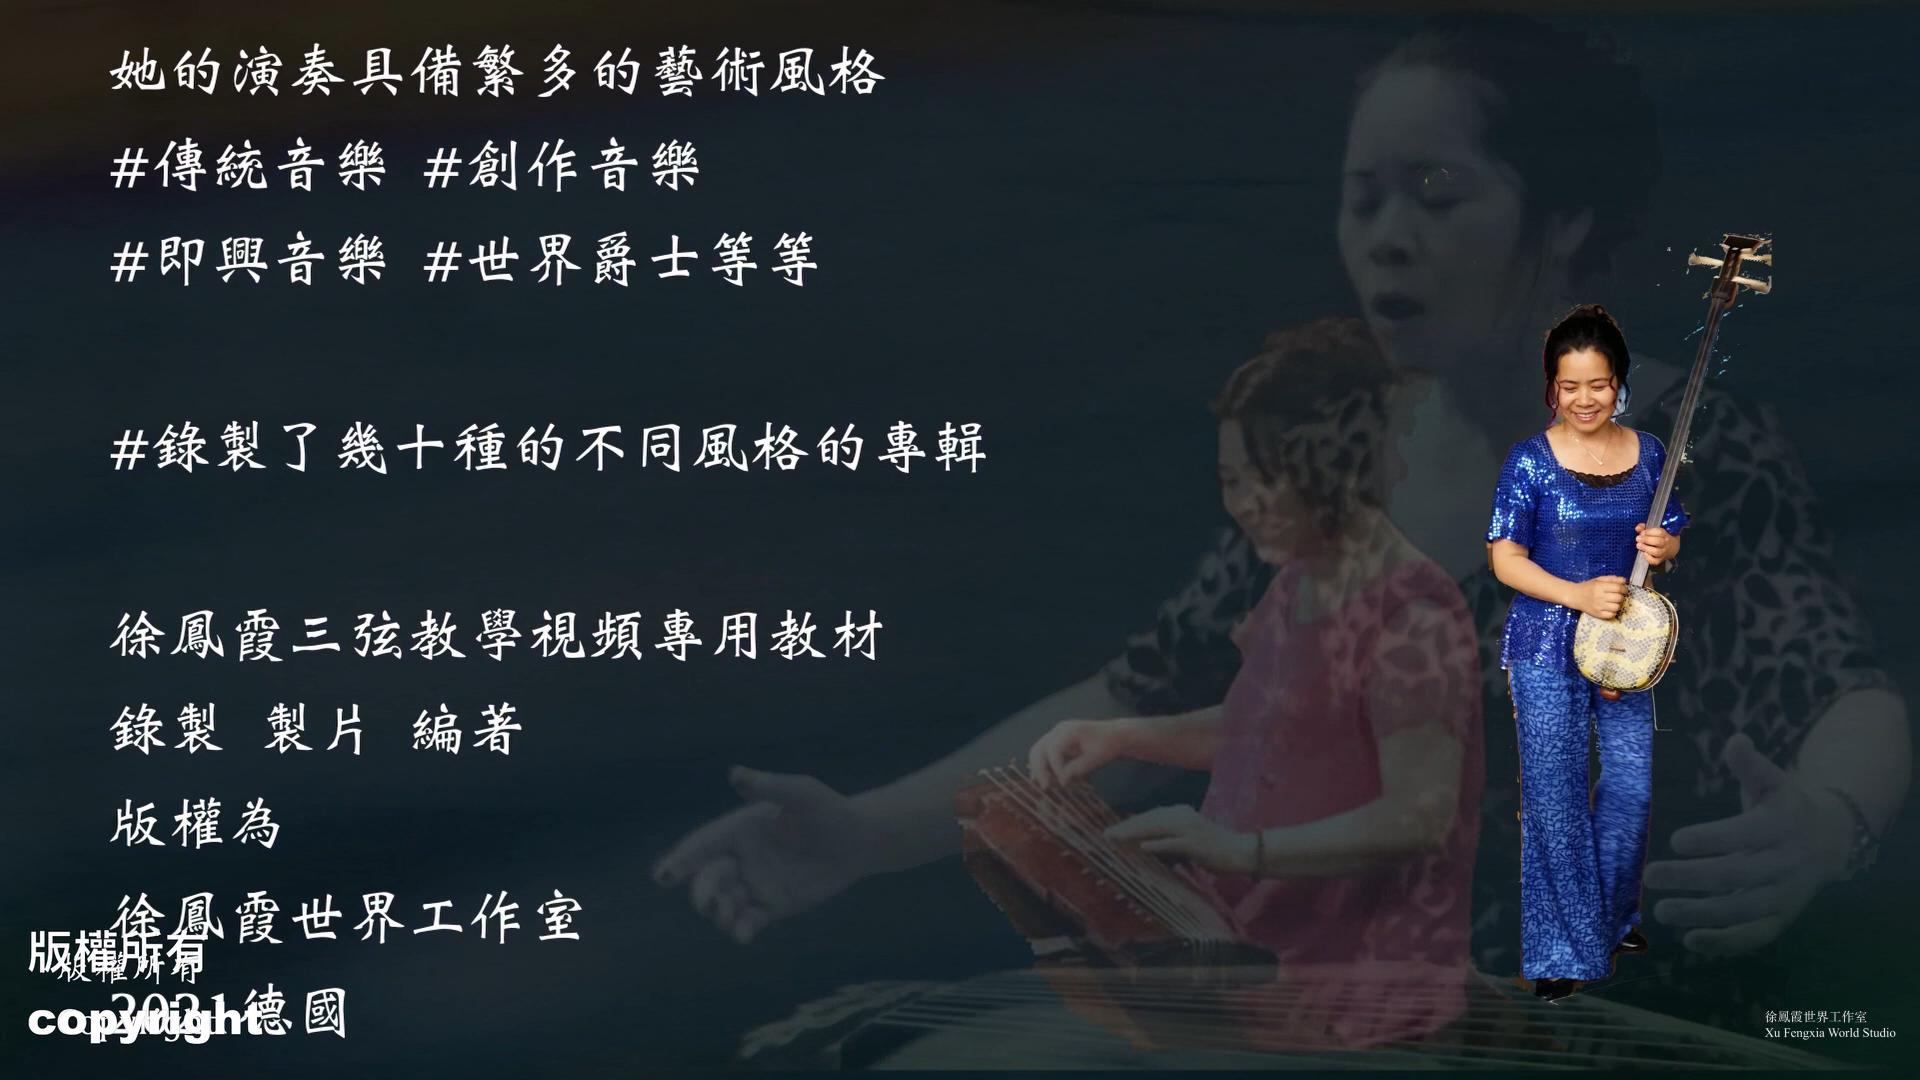 她的演奏具備繁多的藝術風格
#傳統音樂 #創作音樂
#即興音樂 #世界爵士等等
#錄製了幾十種的不同風格的專輯
徐鳳霞三弦教學視頻專用教材
錄製 製片 編著
版權為
徐鳳霞世界工作室
版權所有
版權所有
2021德國
copyright
徐鳳霞世界工作室
Xu Fengxia World Studio